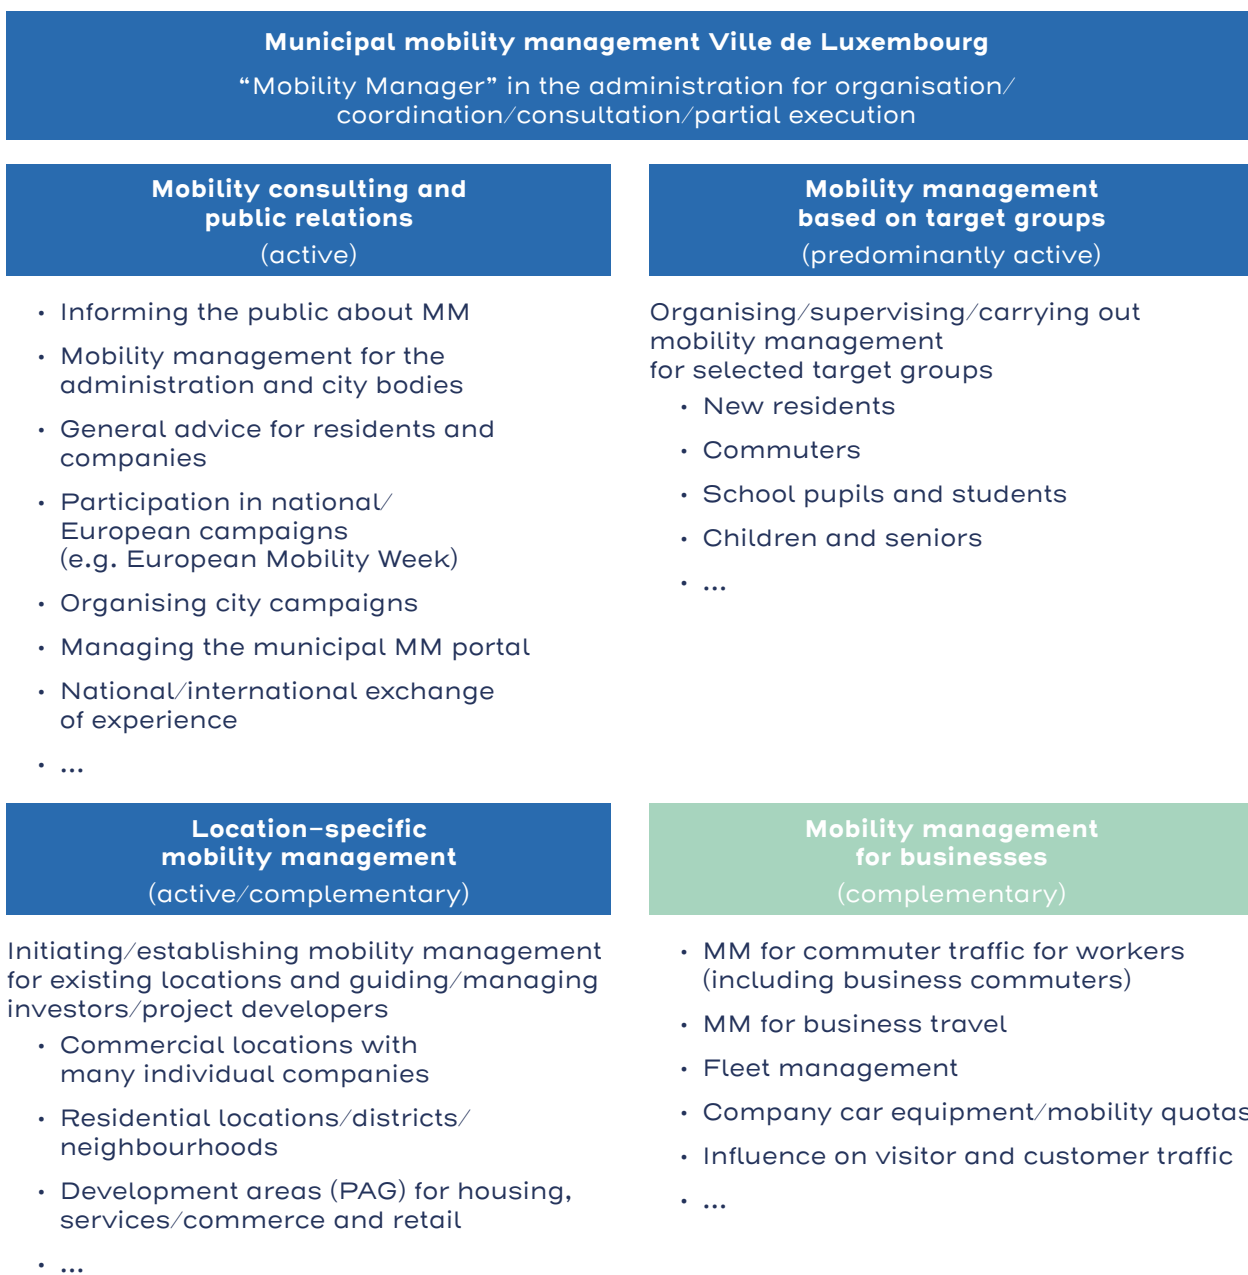 Municipal mobility management Ville de Luxembourg
“Mobility Manager” in the administration for organisation/
coordination/consultation/partial execution
Mobility consulting and
public relations
(active)
• Informing the public about MM
• Mobility management for the
administration and city bodies
• General advice for residents and
companies
• Participation in national/
European campaigns
(e.g. European Mobility Week)
• Organising city campaigns
• Managing the municipal MM portal
• National/international exchange
of experience
• ...
Mobility management
based on target groups
(predominantly active)
Organising/supervising/carrying out
mobility management
for selected target groups
• New residents
• Commuters
• School pupils and students
• Children and seniors
• ...
Location-specific
mobility management
(active/complementary)
Initiating/establishing mobility management
for existing locations and guiding/managing
investors/project developers
• Commercial locations with
many individual companies
• Residential locations/districts/
neighbourhoods
• Development areas (PAG) for housing,
services/commerce and retail
• ...
Mobility management
for businesses
(complementary)
• MM for commuter traffic for workers
(including business commuters)
• MM for business travel
• Fleet management
• Company car equipment/mobility quotas
• Influence on visitor and customer traffic
• ...